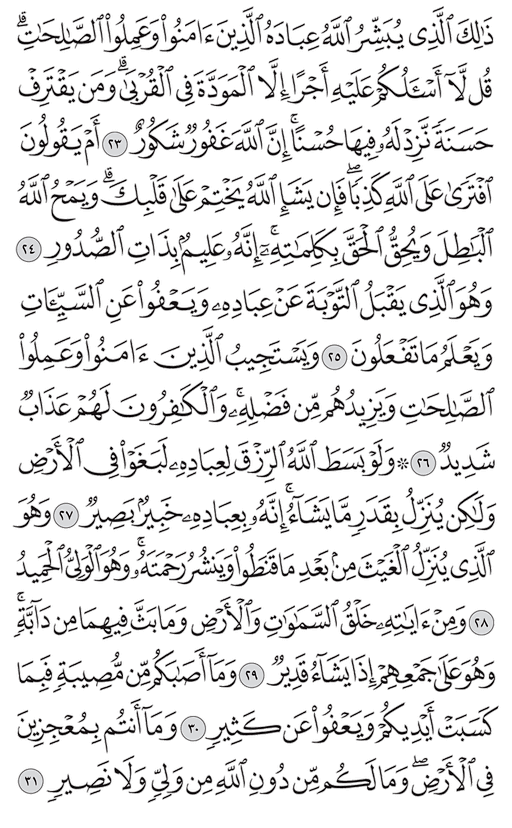 ذَٰلِكَ ٱلَّذِى يُبَشِّرُ ٱللَّهُ عِبَادَهُ ٱلَّذِينَ ءَامَنُوا۟ وَعَمِلُوا۟ ٱلصَّـٰلِحَـٰتِ ۗ
قُل لَّآ أَسْـَٔلُكُمْ عَلَيْهِ أَجْرًا إِلَّا ٱلْمَوَدَّةَ فِى ٱلْقُرْبَىٰ ۗ وَمَن يَقْتَرِفْ
حَسَنَةً نَّزِدْ لَهُۥ فِيهَا حُسْنًا ۚ إِنَّ ٱللَّهَ غَفُورٌ شَكُورٌ ٢٣ أَمْ يَقُولُونَ
ٱفْتَرَىٰ عَلَى ٱللَّهِ كَذِبًا ۖ فَإِن يَشَإِ ٱللَّهُ يَخْتِمْ عَلَىٰ قَلْبِكَ ۗ وَيَمْحُ ٱللَّهُ
ٱلْبَـٰطِلَ وَيُحِقُّ ٱلْحَقَّ بِكَلِمَـٰتِهِۦٓ ۚ إِنَّهُۥ عَلِيمٌۢ بِذَاتِ ٱلصُّدُورِ ٢٤
وَهُوَ ٱلَّذِى يَقْبَلُ ٱلتَّوْبَةَ عَنْ عِبَادِهِۦ وَيَعْفُوا۟ عَنِ ٱلسَّيِّـَٔاتِ
وَيَعْلَمُ مَا تَفْعَلُونَ ٢٥ وَيَسْتَجِيبُ ٱلَّذِينَ ءَامَنُوا۟ وَعَمِلُوا۟
ٱلصَّـٰلِحَـٰتِ وَيَزِيدُهُم مِّن فَضْلِهِۦ ۚ وَٱلْكَـٰفِرُونَ لَهُمْ عَذَابٌ
شَدِيدٌ ٢٦ ۞ وَلَوْ بَسَطَ ٱللَّهُ ٱلرِّزْقَ لِعِبَادِهِۦ لَبَغَوْا۟ فِى ٱلْأَرْضِ
وَلَـٰكِن يُنَزِّلُ بِقَدَرٍ مَّا يَشَآءُ ۚ إِنَّهُۥ بِعِبَادِهِۦ خَبِيرٌۢ بَصِيرٌ ٢٧ وَهُوَ
ٱلَّذِى يُنَزِّلُ ٱلْغَيْثَ مِنۢ بَعْدِ مَا قَنَطُوا۟ وَيَنشُرُ رَحْمَتَهُۥ ۚ وَهُوَ ٱلْوَلِىُّ ٱلْحَمِيدُ
٢٨ وَمِنْ ءَايَـٰتِهِۦ خَلْقُ ٱلسَّمَـٰوَٰتِ وَٱلْأَرْضِ وَمَا بَثَّ فِيهِمَا مِن دَآبَّةٍ ۚ
وَهُوَ عَلَىٰ جَمْعِهِمْ إِذَا يَشَآءُ قَدِيرٌ ٢٩ وَمَآ أَصَـٰبَكُم مِّن مُّصِيبَةٍ فَبِمَا
كَسَبَتْ أَيْدِيكُمْ وَيَعْفُوا۟ عَن كَثِيرٍ ٣٠ وَمَآ أَنتُم بِمُعْجِزِينَ
فِى ٱلْأَرْضِ ۖ وَمَا لَكُم مِّن دُونِ ٱللَّهِ مِن وَلِىٍّ وَلَا نَصِيرٍ ٣١